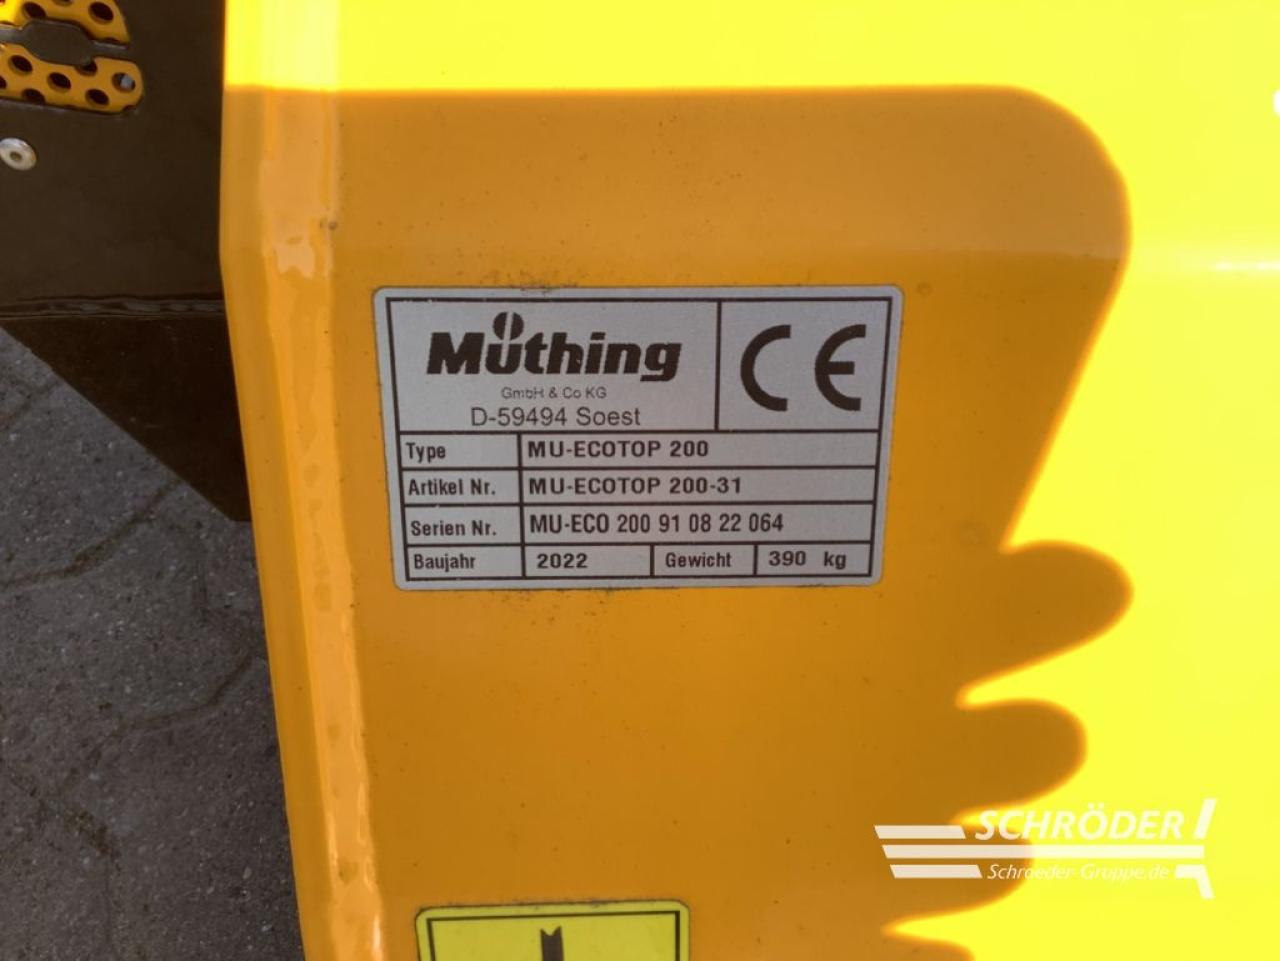 Müthing
GmbH & Co KG
D-59494 Soest
CE
Type MU-ECOTOP 200
Artikel Nr. MU-ECOTOP 200-31
Serien Nr. MU-ECO 200 91 08 22 064
Baujahr 2022 Gewicht 390 kg
SCHRÖDER
Schroeder-Gruppe.de